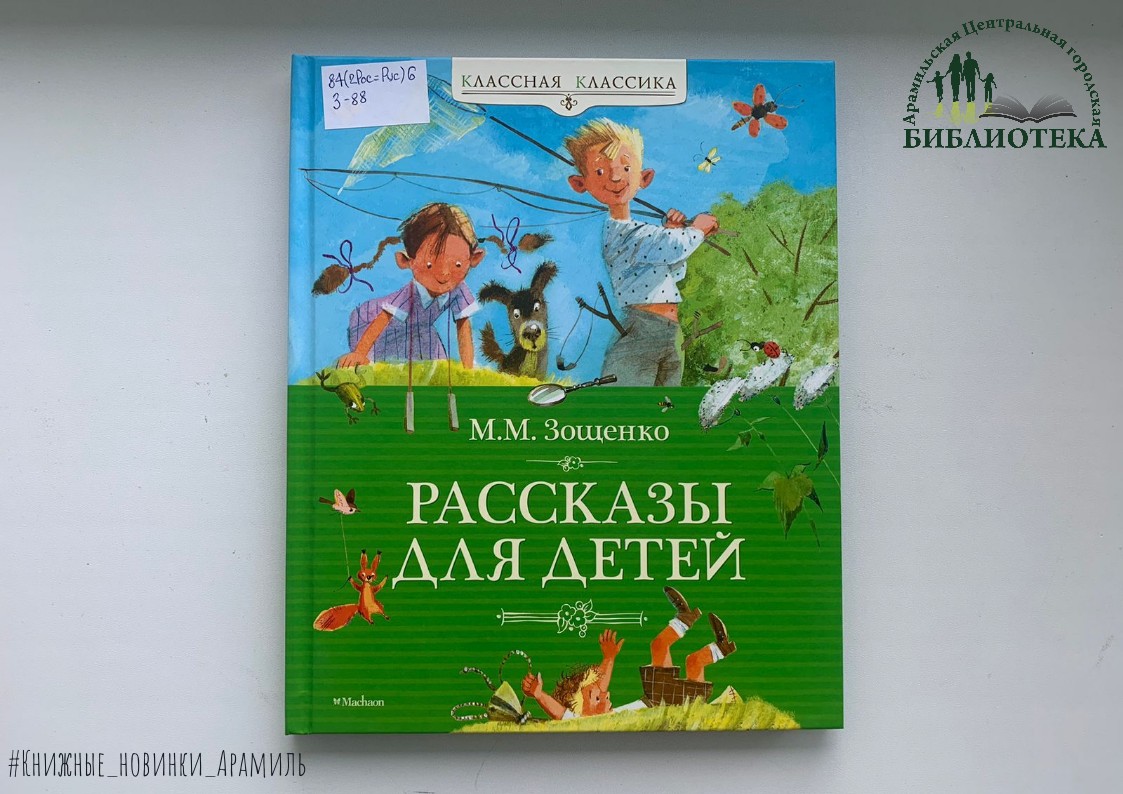 КЛАССНАЯ КЛАССИКА
84(2Рос=Рус)6
З-88
М.М. Зощенко
РАССКАЗЫ
ДЛЯ ДЕТЕЙ
Machaon
Арамильская Центральная городская
БИБЛИОТЕКА
#Книжные_новинки_Арамиль